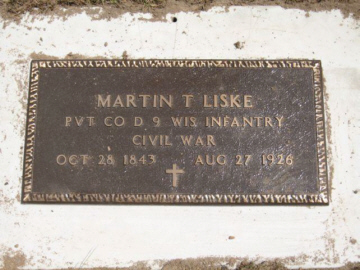 MARTIN T LISKE
PVT CO D 9 WIS INFANTRY
CIVIL WAR
OCT 28 1843 AUG 27 1926